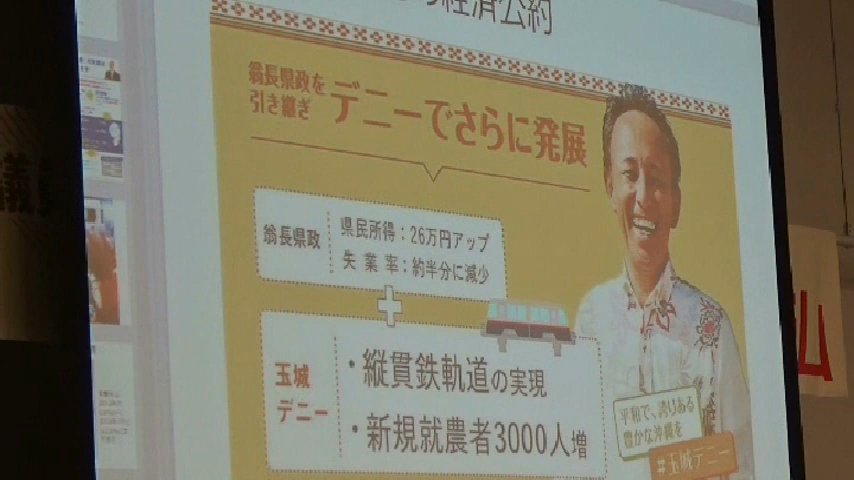 経済公約
翁長県政を
引き継ぎ
デニーでさらに発展
翁長県政
県民所得：26万円アップ
失業率：約半分に減少
+
玉城
デニー
・縦貫鉄軌道の実現
・新規就農者3000人増
平和で、誇りある
豊かな沖縄を
#玉城デニー